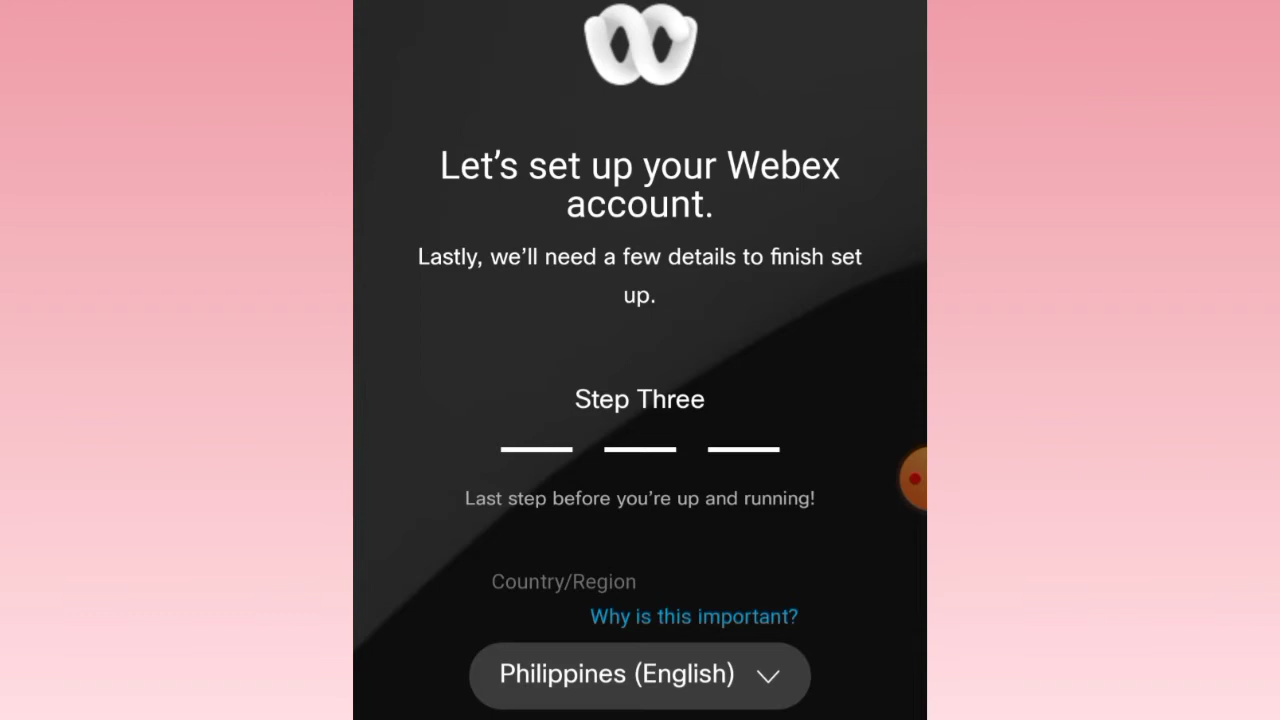 Let’s set up your Webex
account.
Lastly, we’ll need a few details to finish set
up.
Step Three
Last step before you’re up and running!
Country/Region
Why is this important?
Philippines (English)